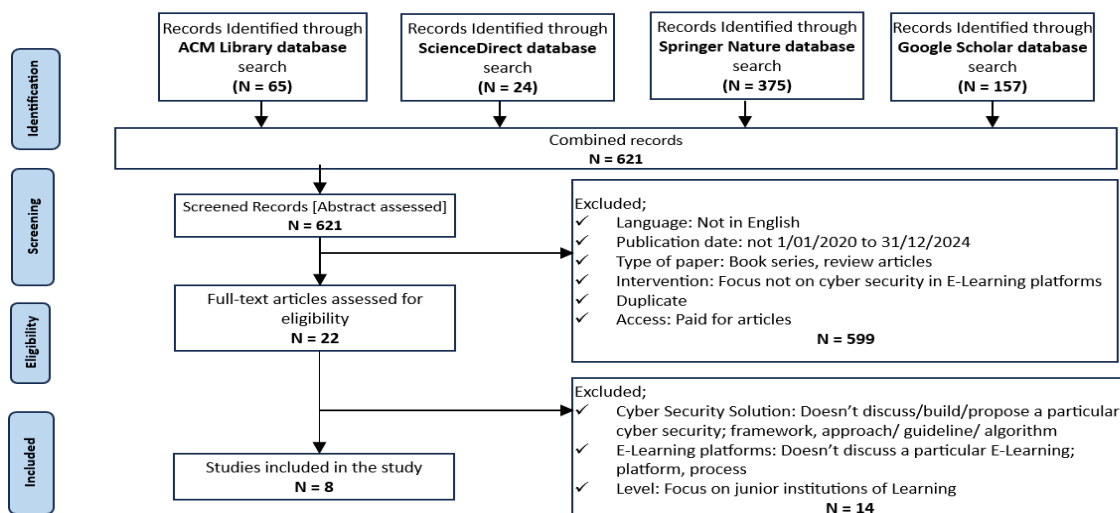 Identification
Records Identified through
ACM Library database
search
(N = 65)
Records Identified through
ScienceDirect database
search
(N = 24)
Records Identified through
Springer Nature database
search
(N = 375)
Records Identified through
Google Scholar database
search
(N = 157)
Combined records
N = 621
Screening
Screened Records [Abstract assessed]
N = 621
Excluded;
✓ Language: Not in English
✓ Publication date: not 1/01/2020 to 31/12/2024
✓ Type of paper: Book series, review articles
✓ Intervention: Focus not on cyber security in E-Learning platforms
✓ Duplicate
✓ Access: Paid for articles
N = 599
Eligibility
Full-text articles assessed for
eligibility
N = 22
Excluded;
✓ Cyber Security Solution: Doesn't discuss/build/propose a particular
cyber security; framework, approach/ guideline/ algorithm
✓ E-Learning platforms: Doesn't discuss a particular E-Learning;
platform, process
✓ Level: Focus on junior institutions of Learning
N = 14
Included
Studies included in the study
N = 8